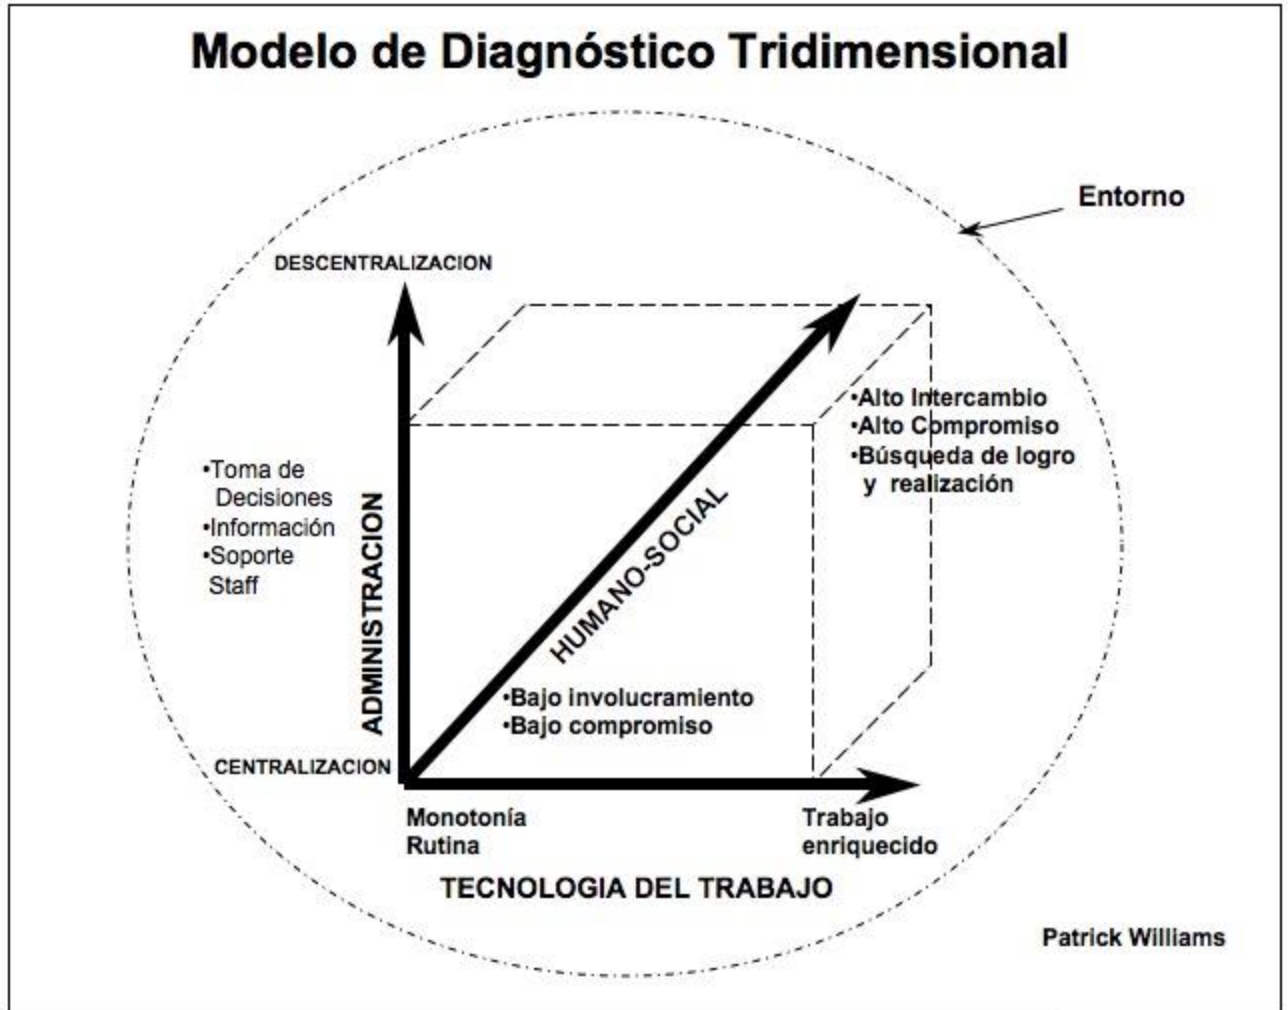 Modelo de Diagnóstico Tridimensional
Entorno
DESCENTRALIZACION
•Alto Intercambio
•Alto Compromiso
•Búsqueda de logro
y realización
•Toma de
Decisiones
•Información
•Soporte
Staff
ADMINISTRACION
HUMANO-SOCIAL
•Bajo involucramiento
•Bajo compromiso
CENTRALIZACION
Monotonía
Rutina
Trabajo
enriquecido
TECNOLOGIA DEL TRABAJO
Patrick Williams